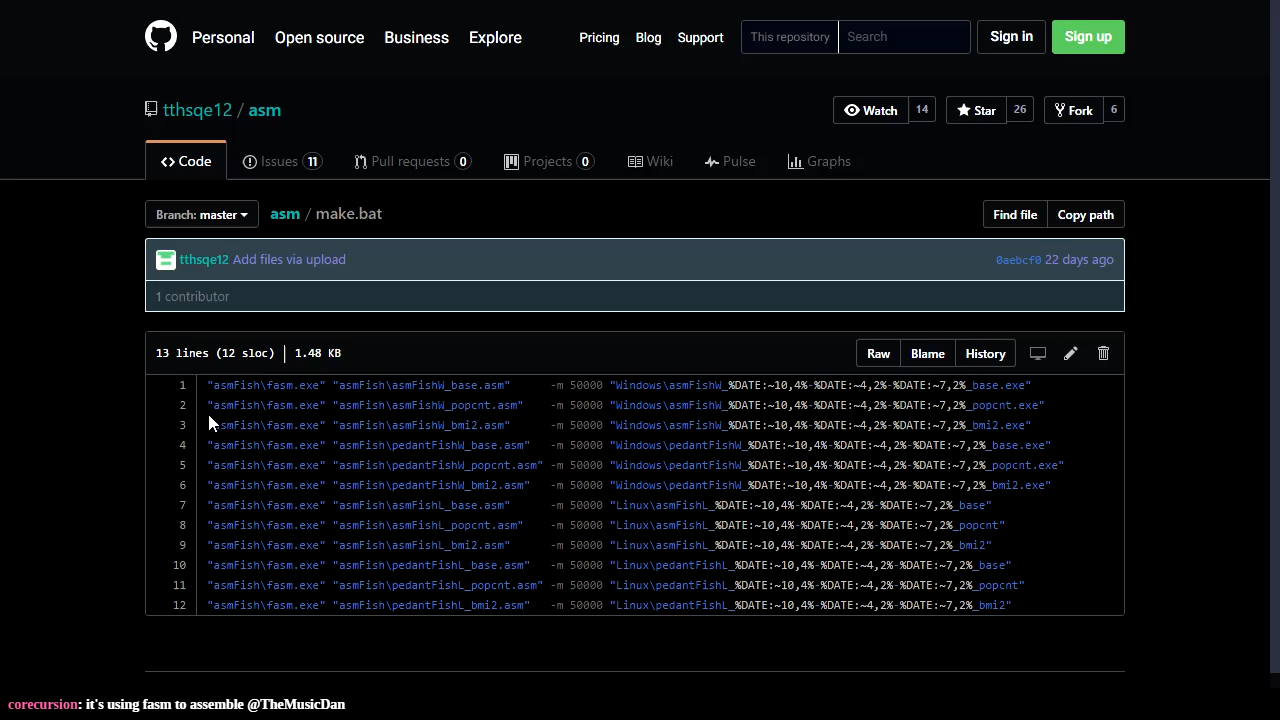 Personal Open source Business Explore Pricing Blog Support This repository Search Sign in Sign up
tthsqe12 / asm Watch 14 Star 26 Fork 6
Code Issues 11 Pull requests 0 Projects 0 Wiki Pulse Graphs
Branch: master asm / make.bat Find file Copy path
tthsqe12 Add files via upload 0aebcf0 22 days ago
1 contributor
13 lines (12 sloc) 1.48 KB Raw Blame History
1 "asmFish\fasm.exe" "asmFish\asmFishW_base.asm" -m 50000 "Windows\asmFishW_%DATE:~10,4%-%DATE:~4,2%-%DATE:~7,2%_base.exe"
2 "asmFish\fasm.exe" "asmFish\asmFishW_popcnt.asm" -m 50000 "Windows\asmFishW_%DATE:~10,4%-%DATE:~4,2%-%DATE:~7,2%_popcnt.exe"
3 "asmFish\fasm.exe" "asmFish\asmFishW_bmi2.asm" -m 50000 "Windows\asmFishW_%DATE:~10,4%-%DATE:~4,2%-%DATE:~7,2%_bmi2.exe"
4 "asmFish\fasm.exe" "asmFish\pedantFishW_base.asm" -m 50000 "Windows\pedantFishW_%DATE:~10,4%-%DATE:~4,2%-%DATE:~7,2%_base.exe"
5 "asmFish\fasm.exe" "asmFish\pedantFishW_popcnt.asm" -m 50000 "Windows\pedantFishW_%DATE:~10,4%-%DATE:~4,2%-%DATE:~7,2%_popcnt.exe"
6 "asmFish\fasm.exe" "asmFish\pedantFishW_bmi2.asm" -m 50000 "Windows\pedantFishW_%DATE:~10,4%-%DATE:~4,2%-%DATE:~7,2%_bmi2.exe"
7 "asmFish\fasm.exe" "asmFish\asmFishL_base.asm" -m 50000 "Linux\asmFishL_%DATE:~10,4%-%DATE:~4,2%-%DATE:~7,2%_base"
8 "asmFish\fasm.exe" "asmFish\asmFishL_popcnt.asm" -m 50000 "Linux\asmFishL_%DATE:~10,4%-%DATE:~4,2%-%DATE:~7,2%_popcnt"
9 "asmFish\fasm.exe" "asmFish\asmFishL_bmi2.asm" -m 50000 "Linux\asmFishL_%DATE:~10,4%-%DATE:~4,2%-%DATE:~7,2%_bmi2"
10 "asmFish\fasm.exe" "asmFish\pedantFishL_base.asm" -m 50000 "Linux\pedantFishL_%DATE:~10,4%-%DATE:~4,2%-%DATE:~7,2%_base"
11 "asmFish\fasm.exe" "asmFish\pedantFishL_popcnt.asm" -m 50000 "Linux\pedantFishL_%DATE:~10,4%-%DATE:~4,2%-%DATE:~7,2%_popcnt"
12 "asmFish\fasm.exe" "asmFish\pedantFishL_bmi2.asm" -m 50000 "Linux\pedantFishL_%DATE:~10,4%-%DATE:~4,2%-%DATE:~7,2%_bmi2"
corecursion: it's using fasm to assemble @TheMusicDan